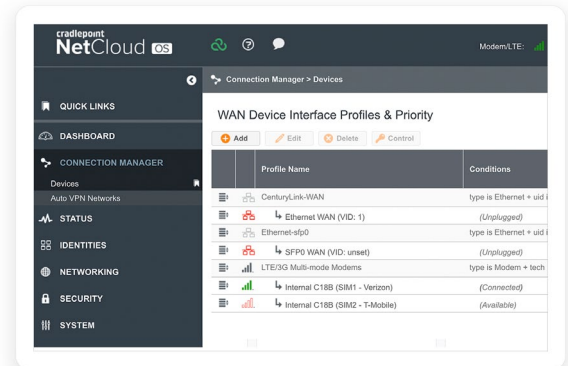 cradlepoint
NetCloud OS
Modem/LTE:
Connection Manager > Devices
QUICK LINKS
DASHBOARD
CONNECTION MANAGER
Devices
Auto VPN Networks
STATUS
IDENTITIES
NETWORKING
SECURITY
SYSTEM
WAN Device Interface Profiles & Priority
Add Edit Delete Control
Profile Name Conditions
CenturyLink-WAN type is Ethernet + uid i
Ethernet WAN (VID: 1) (Unplugged)
Ethernet-sfp0 type is Ethernet + uid i
SFP0 WAN (VID: unset) (Unplugged)
LTE/3G Multi-mode Modems type is Modem + tech
Internal C18B (SIM1 - Verizon) (Connected)
Internal C18B (SIM2 - T-Mobile) (Available)